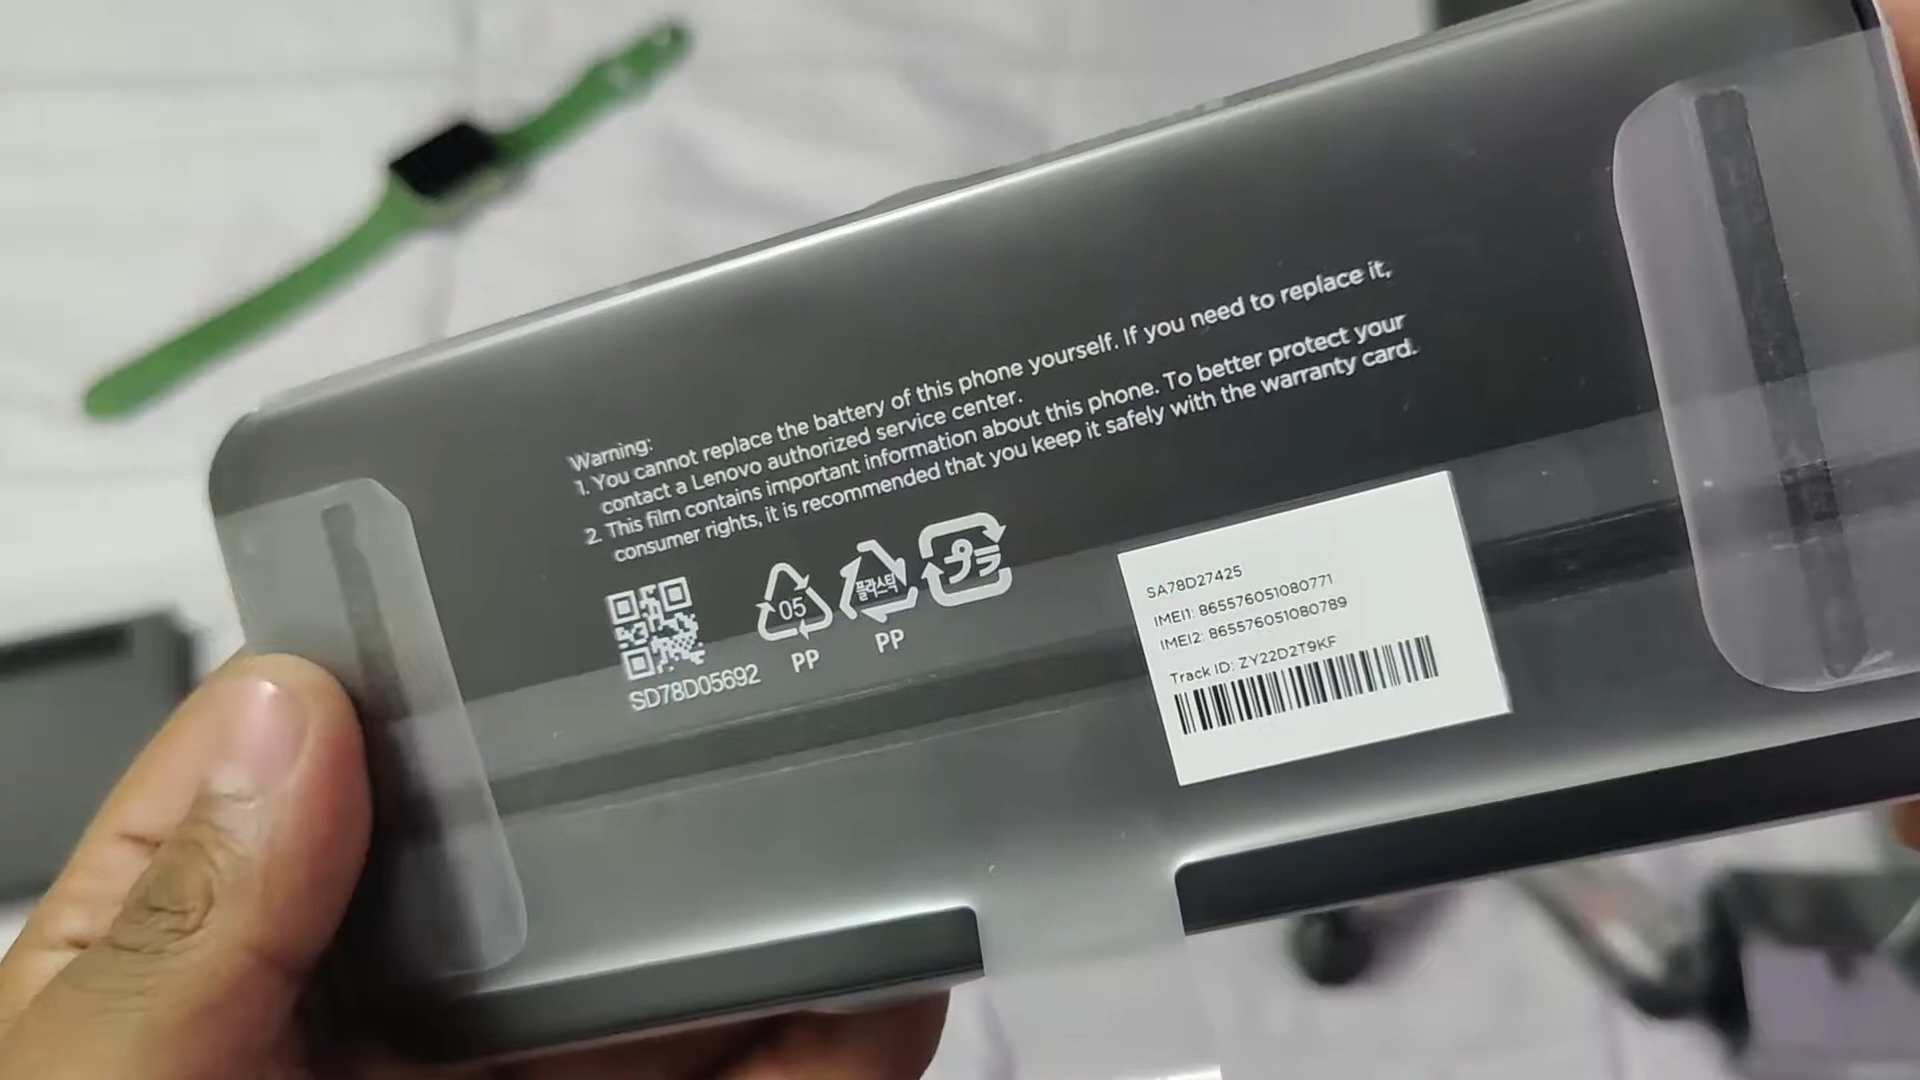 Warning:
1. You cannot replace the battery of this phone yourself. If you need to replace it,
contact a Lenovo authorized service center.
2. This film contains important information about this phone. To better protect your
consumer rights, it is recommended that you keep it safely with the warranty card.
05
PP
플라스틱
PP
プラ
SD78D05692
SA78D27425
IMEI1: 865576051080771
IMEI2: 865576051080789
Track ID: ZY22D2T9KF